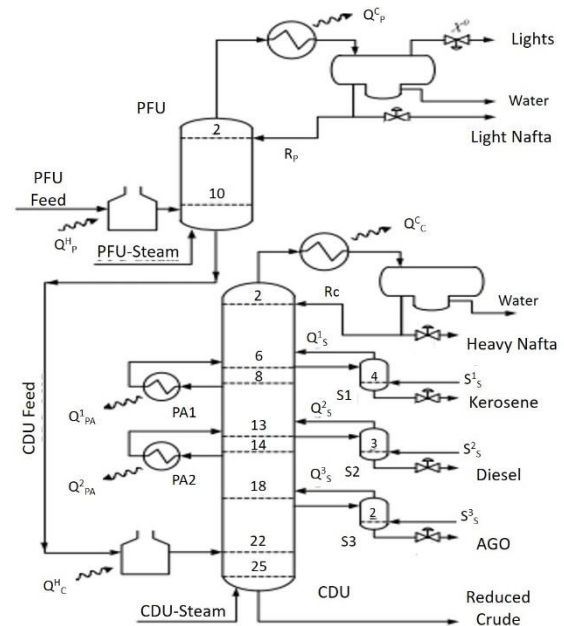 Q^C_P
X^D
Lights
Water
Light Nafta
PFU
2
R_P
10
PFU
Feed
Q^H_P
PFU-Steam
Q^C_C
2
Rc
Water
Heavy Nafta
Q^1_S
6
8
4
S^1_S
S1
Kerosene
Q^1_PA
PA1
Q^2_S
CDU Feed
13
14
3
S^2_S
S2
Diesel
Q^2_PA
PA2
Q^3_S
18
2
S^3_S
S3
AGO
22
25
Q^H_C
CDU
CDU-Steam
Reduced
Crude